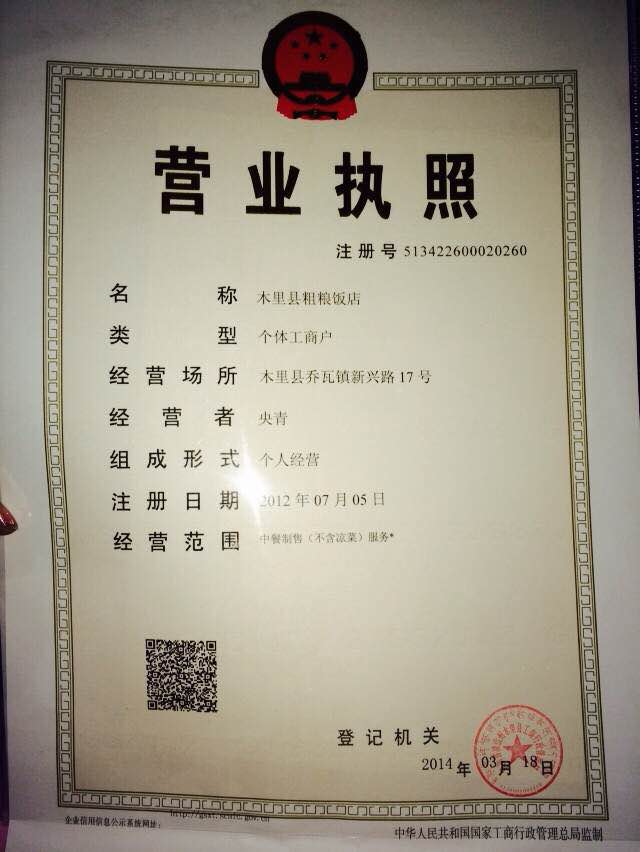 营业执照
注册号 513422600020260
名称 木里县粗粮饭店
类型 个体工商户
经营场所 木里县乔瓦镇新兴路17号
经营者 央青
组成形式 个人经营
注册日期 2012年07月05日
经营范围 中餐制售（不含凉菜）服务*
登记机关
2014年03月18日
企业信用信息公示系统网址：
中华人民共和国国家工商行政管理总局监制